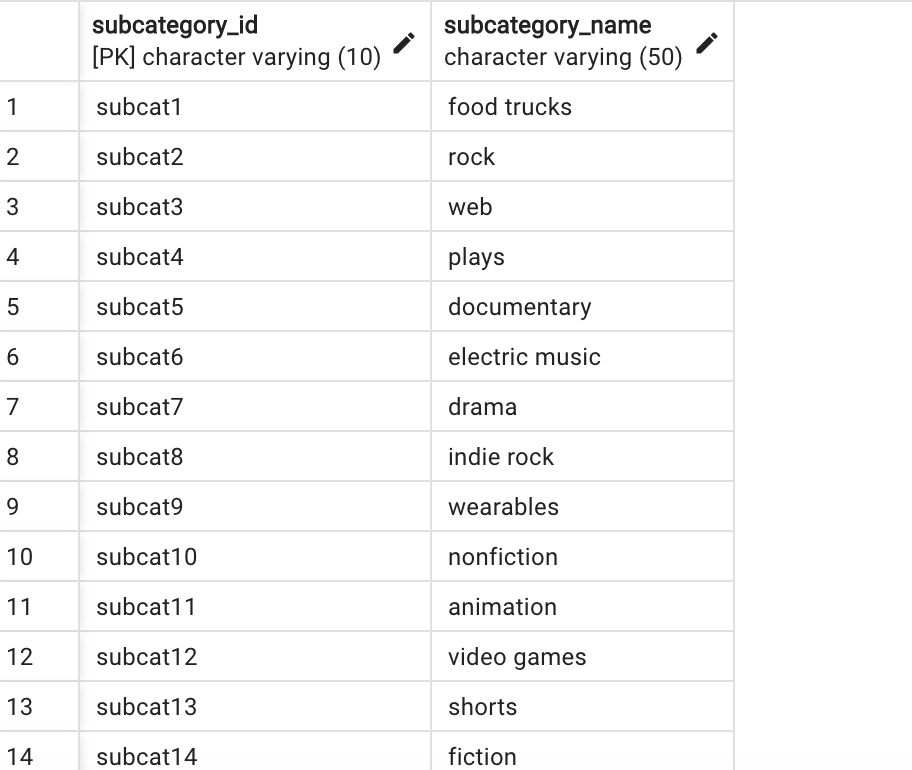 subcategory_id subcategory_name
[PK] character varying (10) character varying (50)
1 subcat1 food trucks
2 subcat2 rock
3 subcat3 web
4 subcat4 plays
5 subcat5 documentary
6 subcat6 electric music
7 subcat7 drama
8 subcat8 indie rock
9 subcat9 wearables
10 subcat10 nonfiction
11 subcat11 animation
12 subcat12 video games
13 subcat13 shorts
14 subcat14 fiction